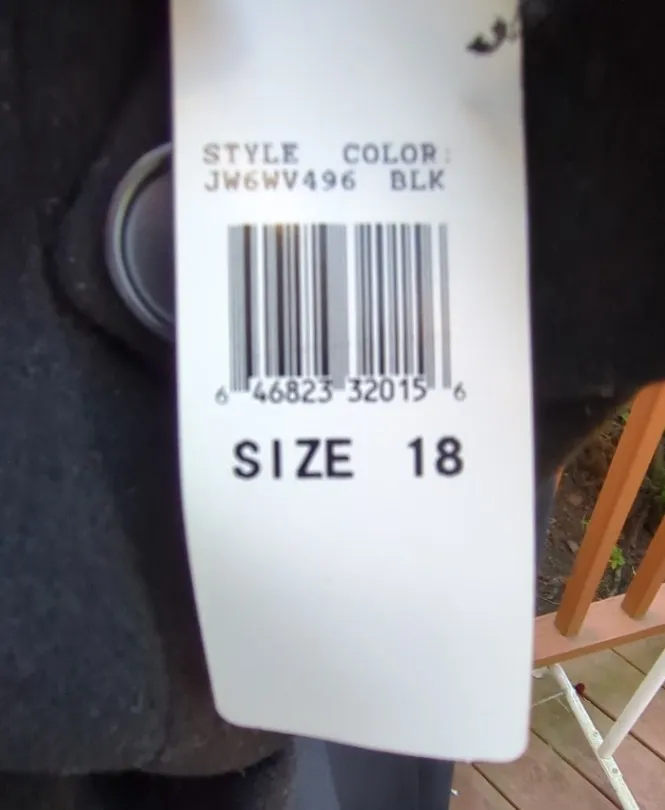 STYLE COLOR:
JW6WV496 BLK
6 46823 32015 6
SIZE 18